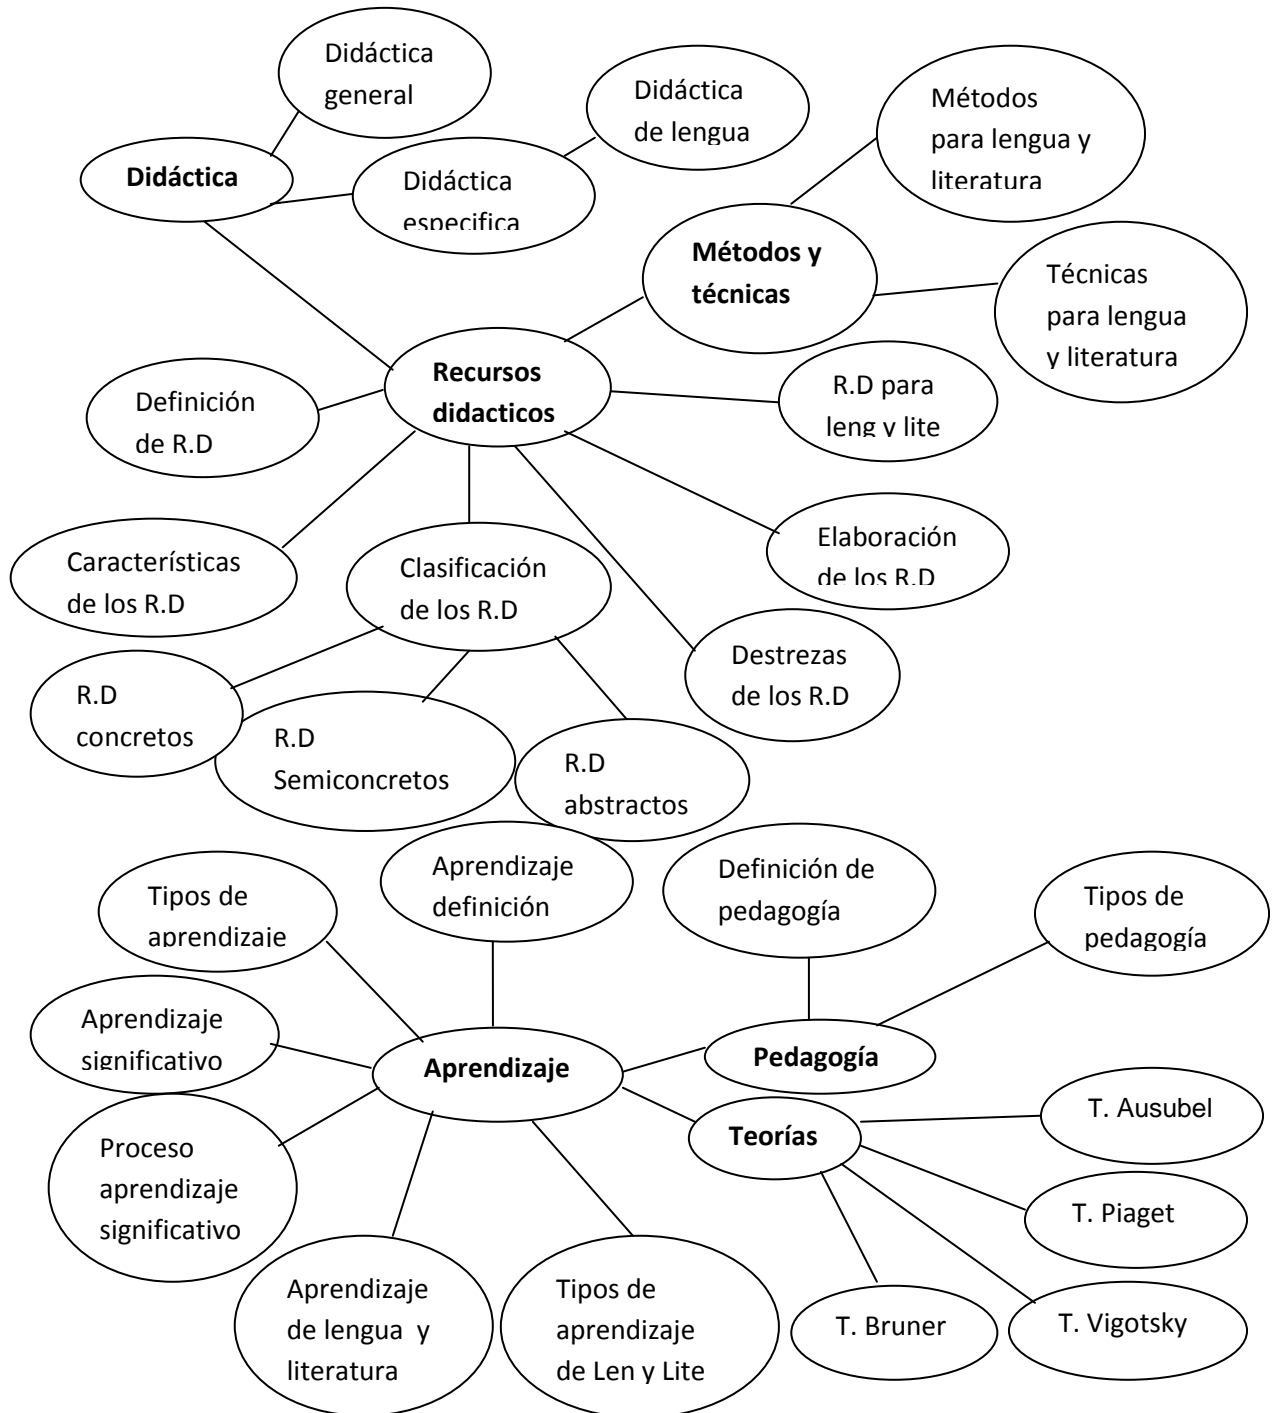 Didáctica
general
Didáctica
de lengua
Métodos
para lengua y
literatura
Didáctica
Didáctica
especifica
Métodos y
técnicas
Técnicas
para lengua
y literatura
Recursos
didacticos
Definición
de R.D
R.D para
leng y lite
Elaboración
de los R.D
Características
de los R.D
Clasificación
de los R.D
Destrezas
de los R.D
R.D
concretos
R.D
Semiconcretos
R.D
abstractos
Aprendizaje
definición
Definición de
pedagogía
Tipos de
pedagogía
Tipos de
aprendizaje
Aprendizaje
significativo
Aprendizaje
Pedagogía
Teorías
T. Ausubel
Proceso
aprendizaje
significativo
T. Piaget
Aprendizaje
de lengua y
literatura
Tipos de
aprendizaje
de Len y Lite
T. Bruner
T. Vigotsky